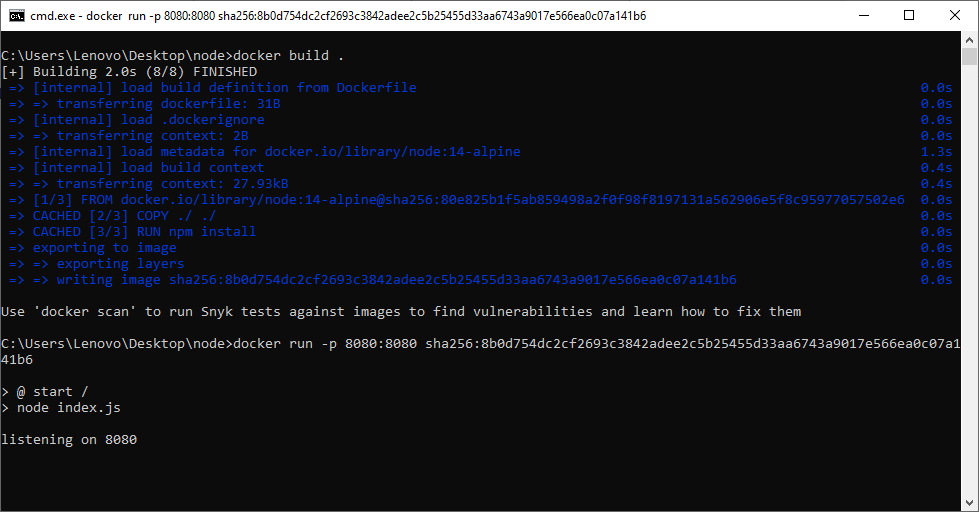 cmd.exe - docker run -p 8080:8080 sha256:8b0d754dc2cf2693c3842adee2c5b25455d33aa6743a9017e566ea0c07a141b6
C:\Users\Lenovo\Desktop\node>docker build .
[+] Building 2.0s (8/8) FINISHED
=> [internal] load build definition from Dockerfile 0.0s
=> => transferring dockerfile: 31B 0.0s
=> [internal] load .dockerignore 0.0s
=> => transferring context: 2B 0.0s
=> [internal] load metadata for docker.io/library/node:14-alpine 1.3s
=> [internal] load build context 0.4s
=> => transferring context: 27.93kB 0.4s
=> [1/3] FROM docker.io/library/node:14-alpine@sha256:80e825b1f5ab859498a2f0f98f8197131a562906e5f8c95977057502e6 0.0s
=> CACHED [2/3] COPY ./ ./ 0.0s
=> CACHED [3/3] RUN npm install 0.0s
=> exporting to image 0.0s
=> => exporting layers 0.0s
=> => writing image sha256:8b0d754dc2cf2693c3842adee2c5b25455d33aa6743a9017e566ea0c07a141b6 0.0s
Use 'docker scan' to run Snyk tests against images to find vulnerabilities and learn how to fix them
C:\Users\Lenovo\Desktop\node>docker run -p 8080:8080 sha256:8b0d754dc2cf2693c3842adee2c5b25455d33aa6743a9017e566ea0c07a1
41b6
> @ start /
> node index.js
listening on 8080